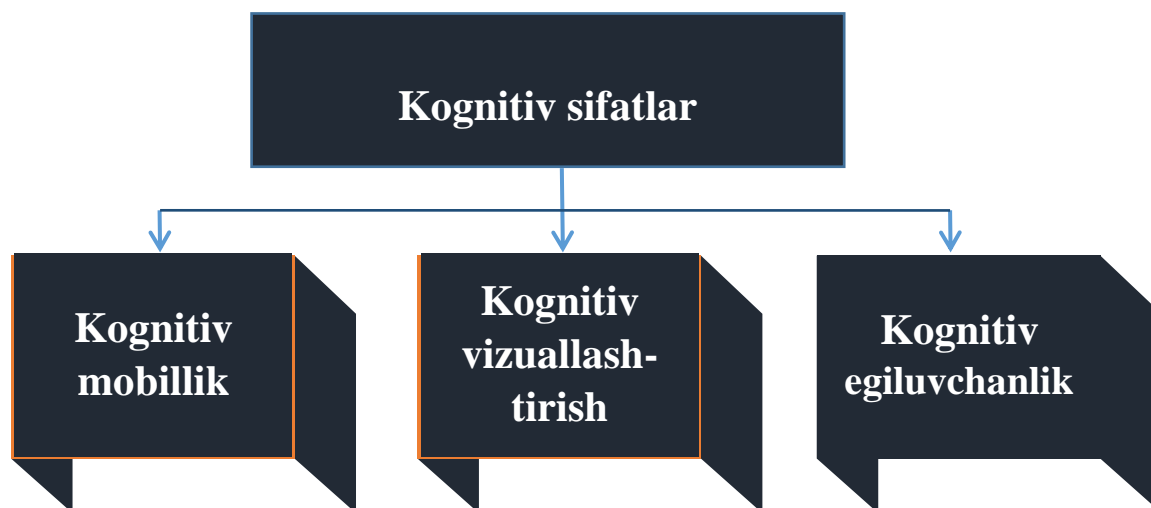 Kognitiv sifatlar
Kognitiv
mobillik
Kognitiv
vizuallash-
tirish
Kognitiv
egiluvchanlik